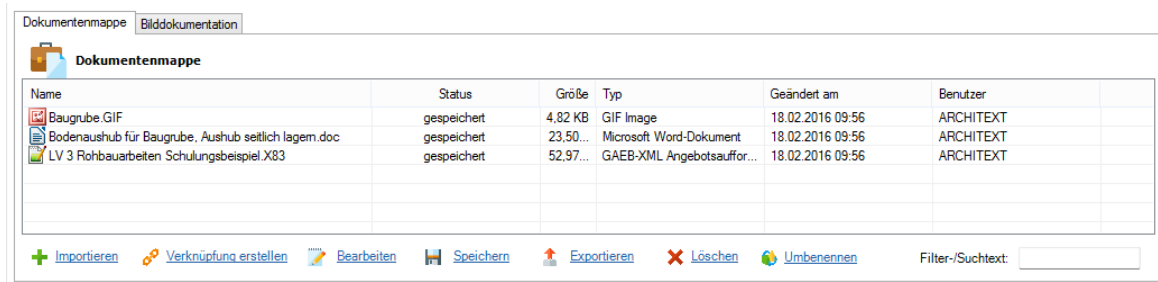 Dokumentenmappe Bilddokumentation
Dokumentenmappe
Name Status Größe Typ Geändert am Benutzer
Baugrube.GIF gespeichert 4,82 KB GIF Image 18.02.2016 09:56 ARCHITEXT
Bodenaushub für Baugrube, Aushub seitlich lagern.doc gespeichert 23,50... Microsoft Word-Dokument 18.02.2016 09:56 ARCHITEXT
LV 3 Rohbauarbeiten Schulungsbeispiel.X83 gespeichert 52,97... GAEB-XML Angebotsauffor... 18.02.2016 09:56 ARCHITEXT
Importieren Verknüpfung erstellen Bearbeiten Speichern Exportieren Löschen Umbenennen Filter-/Suchtext: